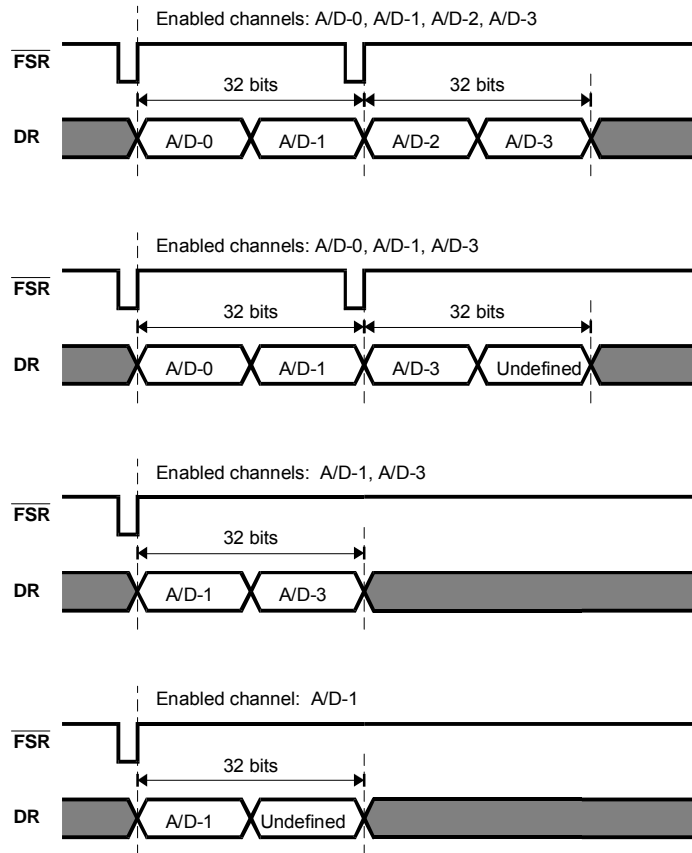 Enabled channels: A/D-0, A/D-1, A/D-2, A/D-3
FSR
32 bits 32 bits
DR A/D-0 A/D-1 A/D-2 A/D-3
Enabled channels: A/D-0, A/D-1, A/D-3
FSR
32 bits 32 bits
DR A/D-0 A/D-1 A/D-3 Undefined
Enabled channels: A/D-1, A/D-3
FSR
32 bits
DR A/D-1 A/D-3
Enabled channel: A/D-1
FSR
32 bits
DR A/D-1 Undefined